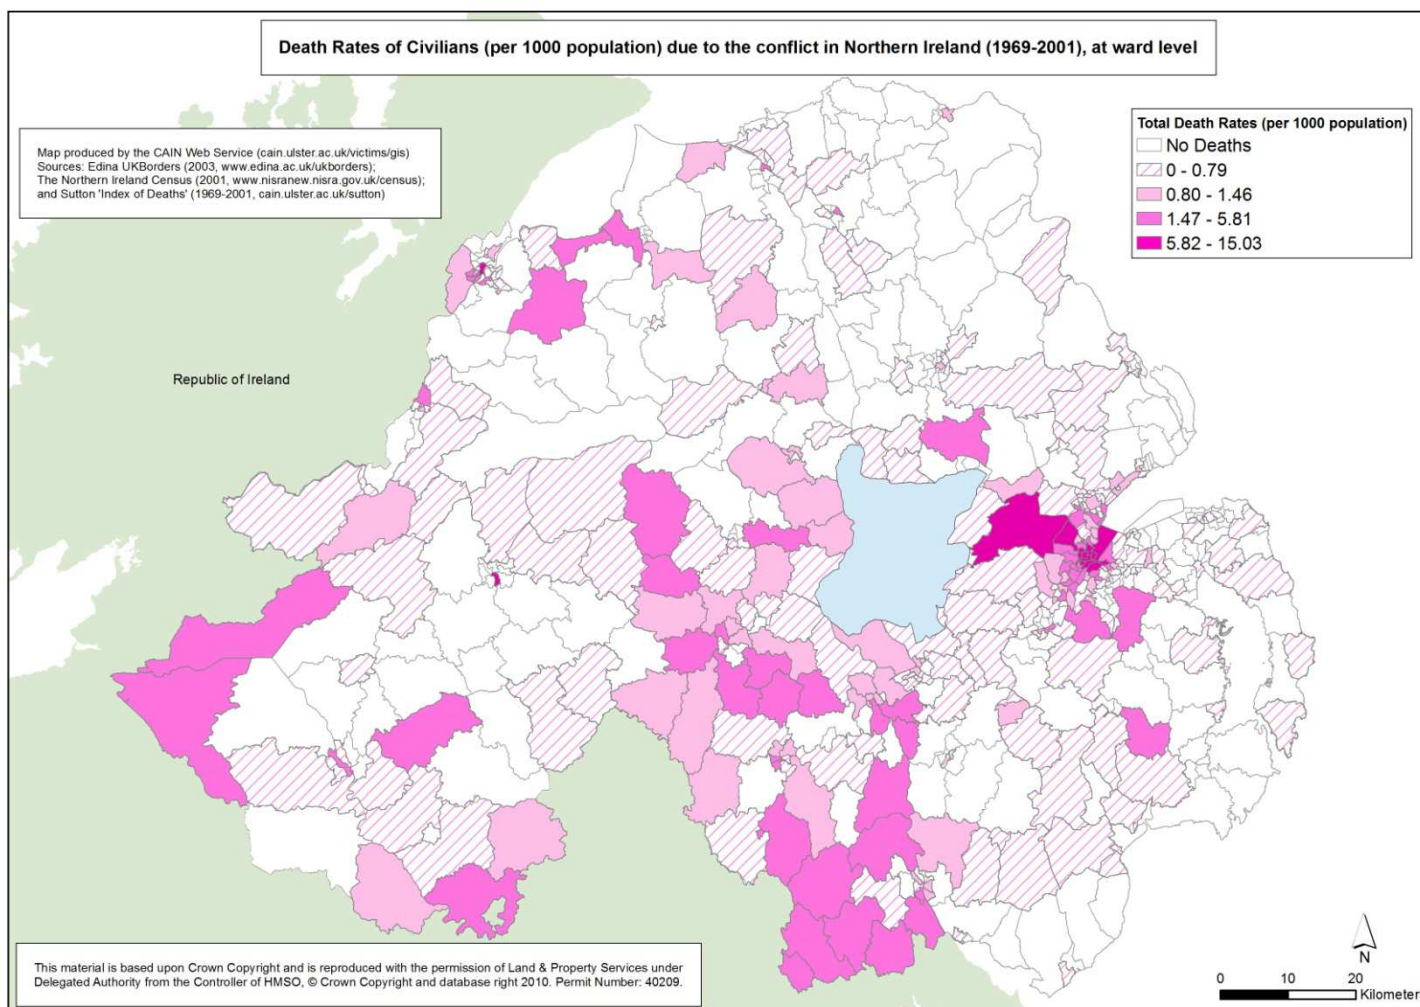 Death Rates of Civilians (per 1000 population) due to the conflict in Northern Ireland (1969-2001), at ward level
Map produced by the CAIN Web Service (cain.ulster.ac.uk/victims/gis)
Sources: Edina UKBorders (2003, www.edina.ac.uk/ukborders);
The Northern Ireland Census (2001, www.nisranew.nisra.gov.uk/census);
and Sutton 'Index of Deaths' (1969-2001, cain.ulster.ac.uk/sutton)
Total Death Rates (per 1000 population)
No Deaths
0 - 0.79
0.80 - 1.46
1.47 - 5.81
5.82 - 15.03
Republic of Ireland
This material is based upon Crown Copyright and is reproduced with the permission of Land & Property Services under
Delegated Authority from the Controller of HMSO, © Crown Copyright and database right 2010. Permit Number: 40209.
N
0 10 20
Kilometer